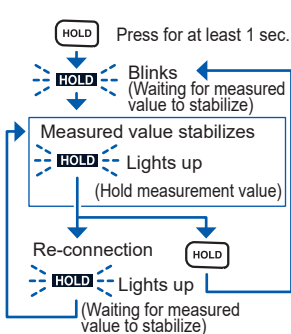 HOLD Press for at least 1 sec.
HOLD Blinks
(Waiting for measured
value to stabilize)
Measured value stabilizes
HOLD Lights up
(Hold measurement value)
Re-connection
HOLD
HOLD Lights up
(Waiting for measured
value to stabilize)